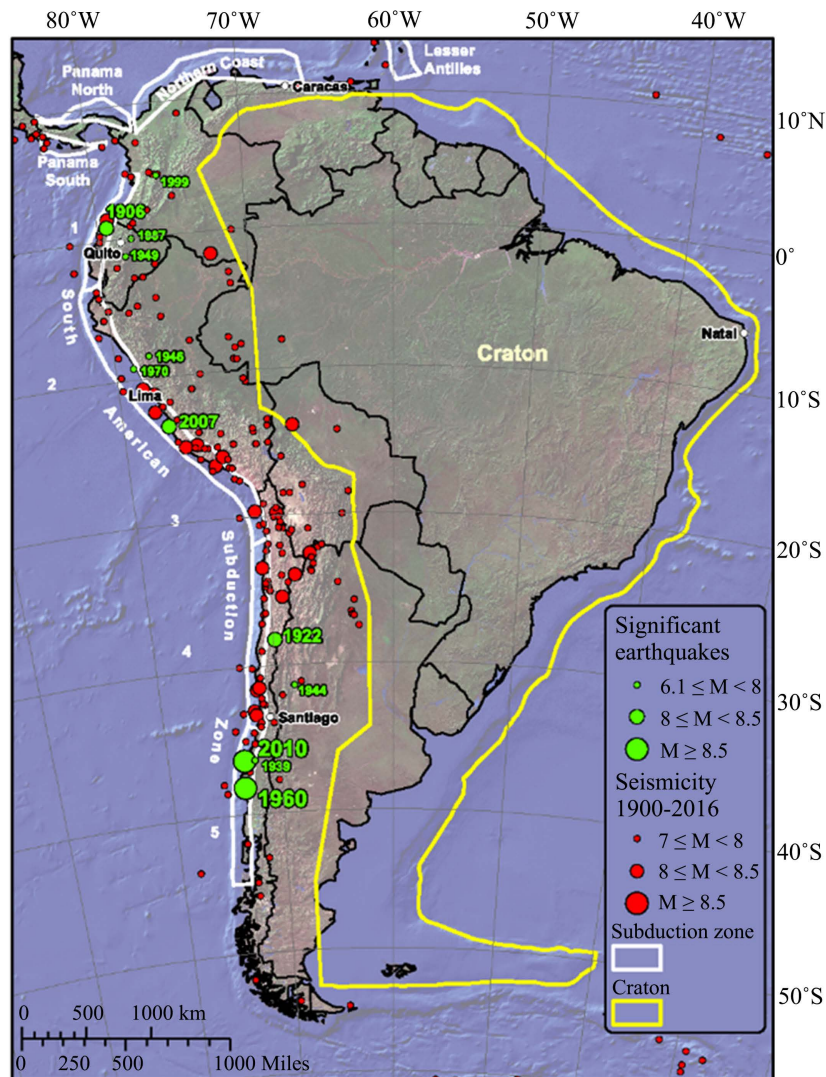 80°W 70°W 60°W 50°W 40°W
10°N
0°
10°S
20°S
30°S
40°S
50°S
Lesser
Antilles
Panama
North
Northern Coast
Caracas
Panama
South
1999
1906
1
1987
Quito
1949
South
Natal
Craton
1946
1970
2
Lima
2007
American
3
Subduction
4
1922
1944
Santiago
Zone
2010
1939
1960
5
Significant
earthquakes
6.1 ≤ M < 8
8 ≤ M < 8.5
M ≥ 8.5
Seismicity
1900-2016
7 ≤ M < 8
8 ≤ M < 8.5
M ≥ 8.5
Subduction zone
Craton
0 500 1000 km
0 250 500 1000 Miles